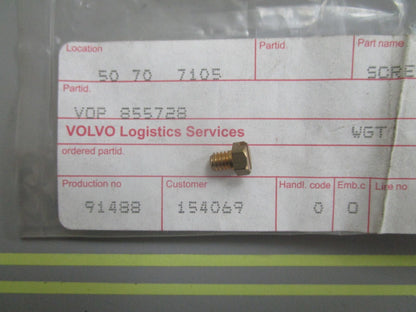 Location Partid. Part name
50 70 7105 SCRE
Partid.
VOP 855728
VOLVO Logistics Services WGT
ordered partid.
Production no Customer Handl. code Emb.c Line no
91488 154069 0 0